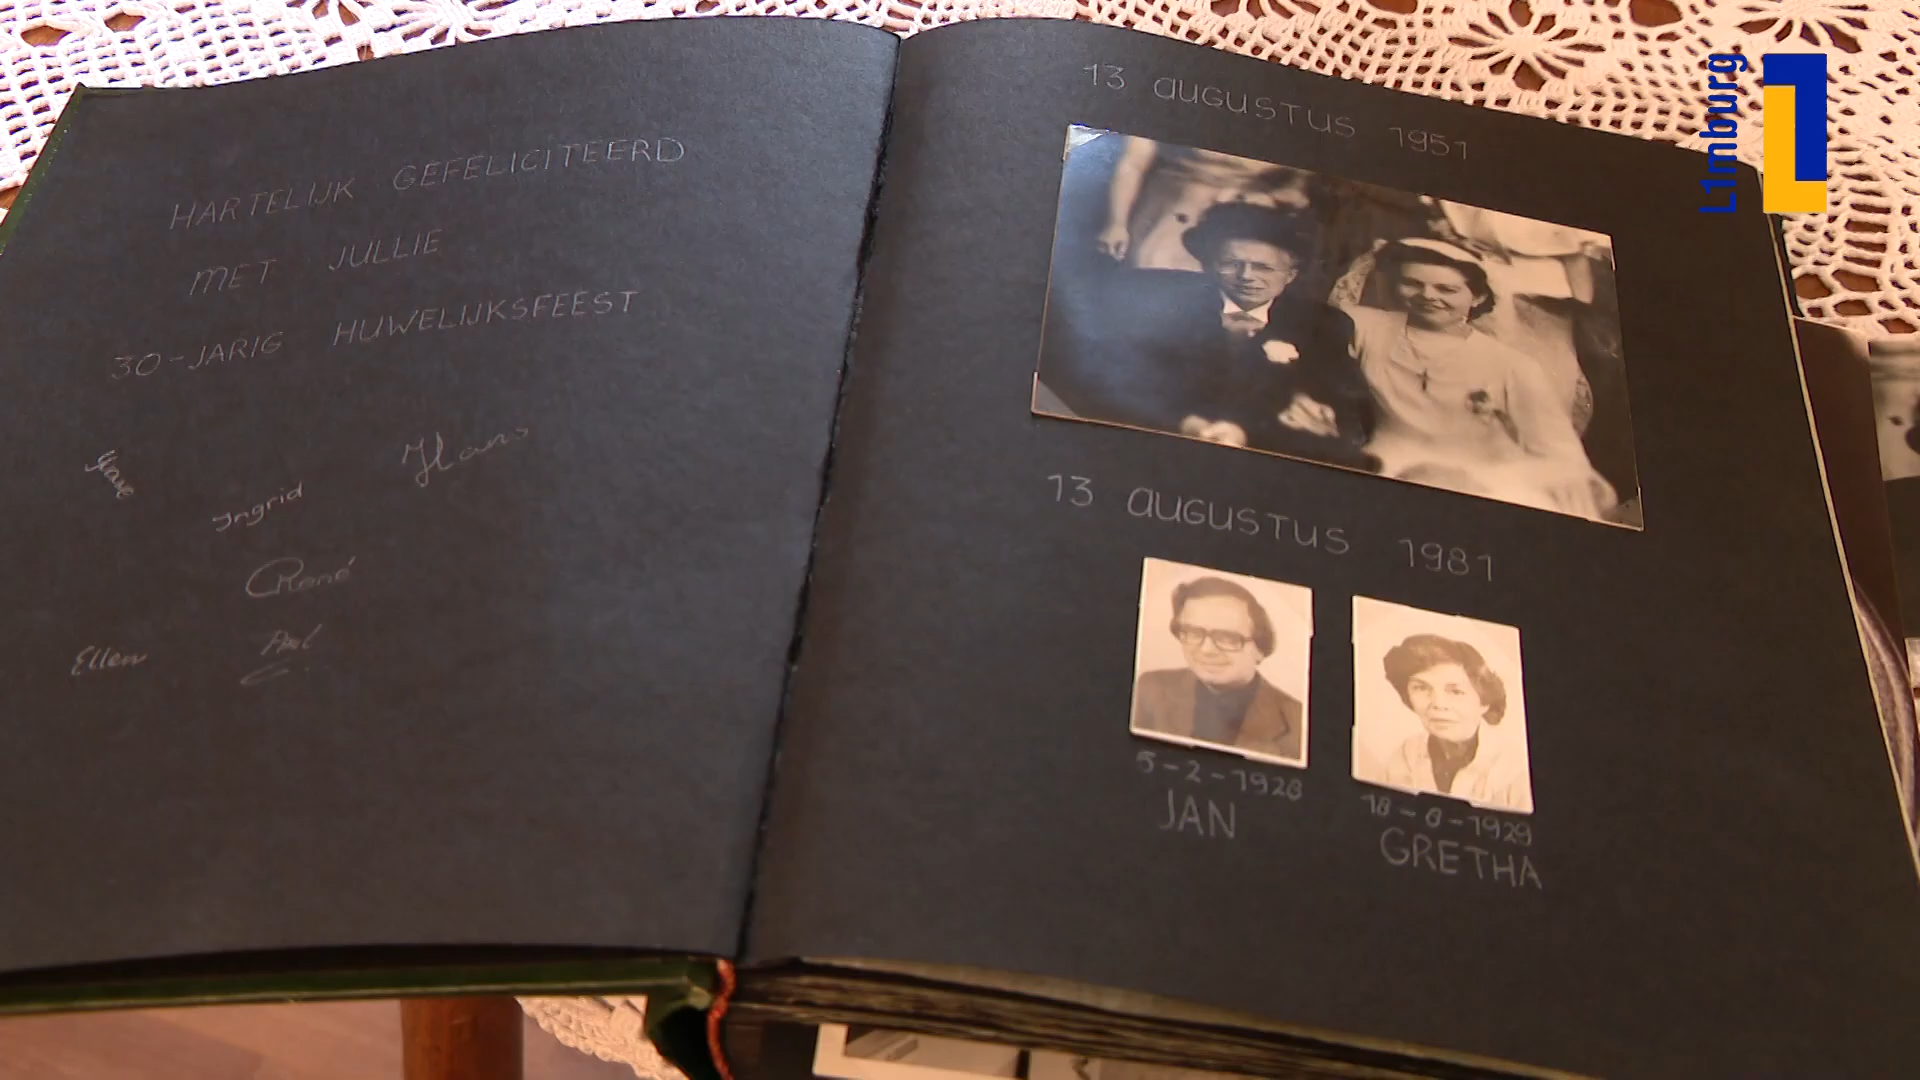 HARTELIJK GEFELICITEERD
MET JULLIE
30-JARIG HUWELIJKSFEEST
Hans
Ingrid
René
Ellen
13 AUGUSTUS 1951
13 AUGUSTUS 1981
5-2-1928
JAN
GRETHA
L1mburg